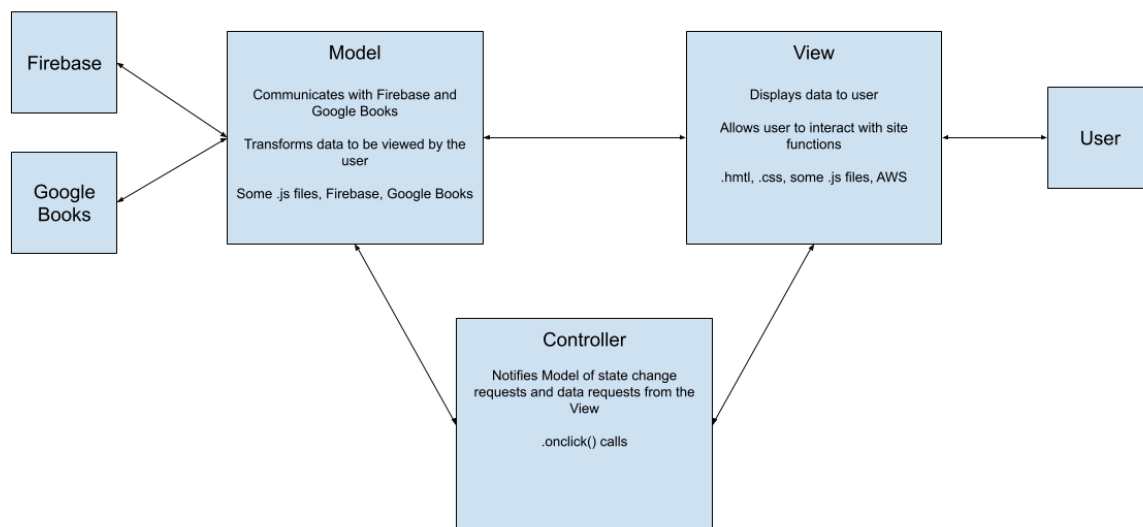 Firebase
Google
Books
Model
Communicates with Firebase and
Google Books
Transforms data to be viewed by the
user
Some .js files, Firebase, Google Books
View
Displays data to user
Allows user to interact with site
functions
.hmtl, .css, some .js files, AWS
User
Controller
Notifies Model of state change
requests and data requests from the
View
.onclick() calls